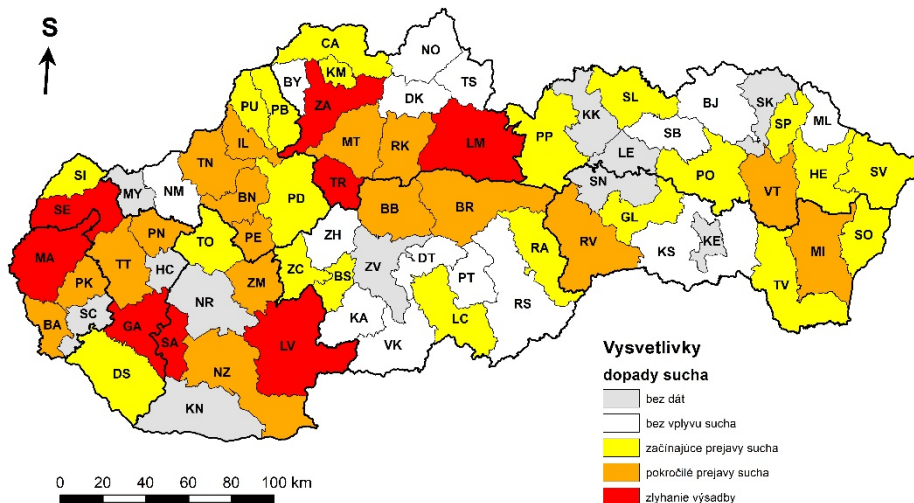 S
CA
NO
BY
KM
TS
PU
PB
ZA
DK
SL
BJ
SK
KK
SP
ML
IL
MT
RK
LM
PP
SB
LE
TN
SI
MY
NM
BN
PD
TR
SN
PO
VT
HE
SV
SE
BB
BR
GL
PN
TO
PE
ZH
RV
KS
KE
MI
SO
MA
TT
HC
ZC
ZV
DT
RA
PK
ZM
BS
PT
TV
NR
SC
BA
GA
SA
KA
LC
RS
LV
VK
DS
NZ
KN
Vysvetlivky
dopady sucha
bez dát
bez vplyvu sucha
začínajúce prejavy sucha
pokročilé prejavy sucha
zlyhanie výsadby
0 20 40 60 80 100 km